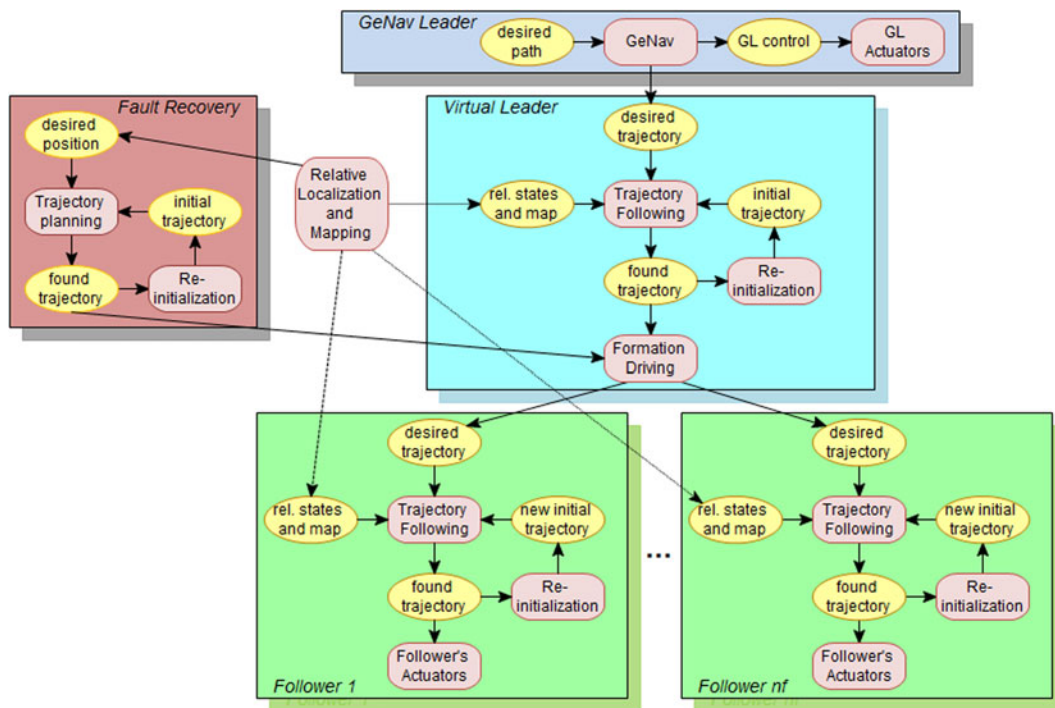 GeNav Leader
desired
path
GeNav
GL control
GL
Actuators
Fault Recovery
desired
position
Trajectory
planning
initial
trajectory
found
trajectory
Re-
initialization
Relative
Localization
and
Mapping
Virtual Leader
desired
trajectory
rel. states
and map
Trajectory
Following
initial
trajectory
found
trajectory
Re-
initialization
Formation
Driving
desired
trajectory
rel. states
and map
Trajectory
Following
new initial
trajectory
found
trajectory
Re-
initialization
Follower's
Actuators
Follower 1
...
desired
trajectory
rel. states
and map
Trajectory
Following
new initial
trajectory
found
trajectory
Re-
initialization
Follower's
Actuators
Follower nf